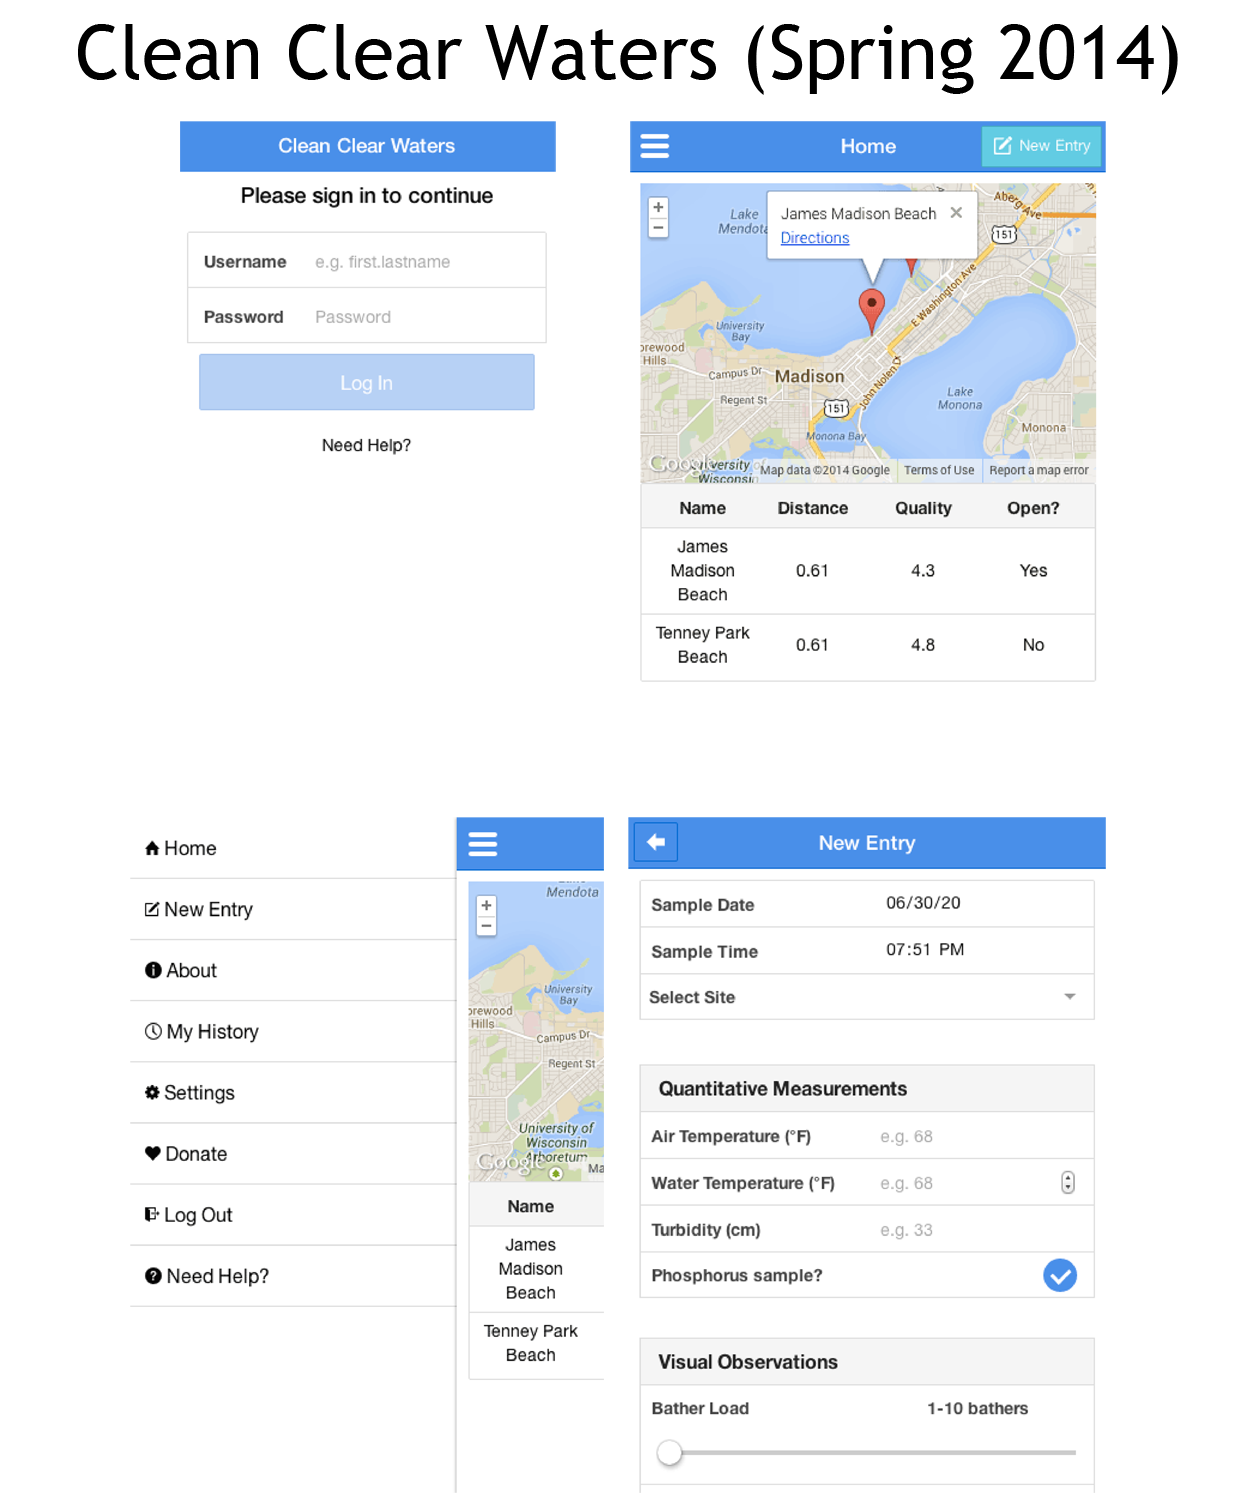 Clean Clear Waters (Spring 2014)
Clean Clear Waters
Please sign in to continue
Username e.g. first.lastname
Password Password
Log In
Need Help?
Home
New Entry
+
−
Lake
Mendota
James Madison Beach ×
Directions
Aberg Ave
151
E Washington Ave
University
Bay
orewood
Hills
Campus Dr
Madison
Regent St
151
John Nolen Dr
Lake
Monona
Monona
Monona Bay
Google
University
Wisconsin
Map data ©2014 Google Terms of Use Report a map error
Name Distance Quality Open?
James
Madison
Beach
0.61 4.3 Yes
Tenney Park
Beach
0.61 4.8 No
Home
New Entry
About
My History
Settings
Donate
Log Out
Need Help?
Lake
Mendota
+
−
University
Bay
orewood
Hills
Campus Dr
Regent St
University of
Wisconsin
Arboretum
Google
Ma
Name
James
Madison
Beach
Tenney Park
Beach
New Entry
Sample Date 06/30/20
Sample Time 07:51 PM
Select Site
Quantitative Measurements
Air Temperature (°F) e.g. 68
Water Temperature (°F) e.g. 68
Turbidity (cm) e.g. 33
Phosphorus sample?
Visual Observations
Bather Load 1-10 bathers